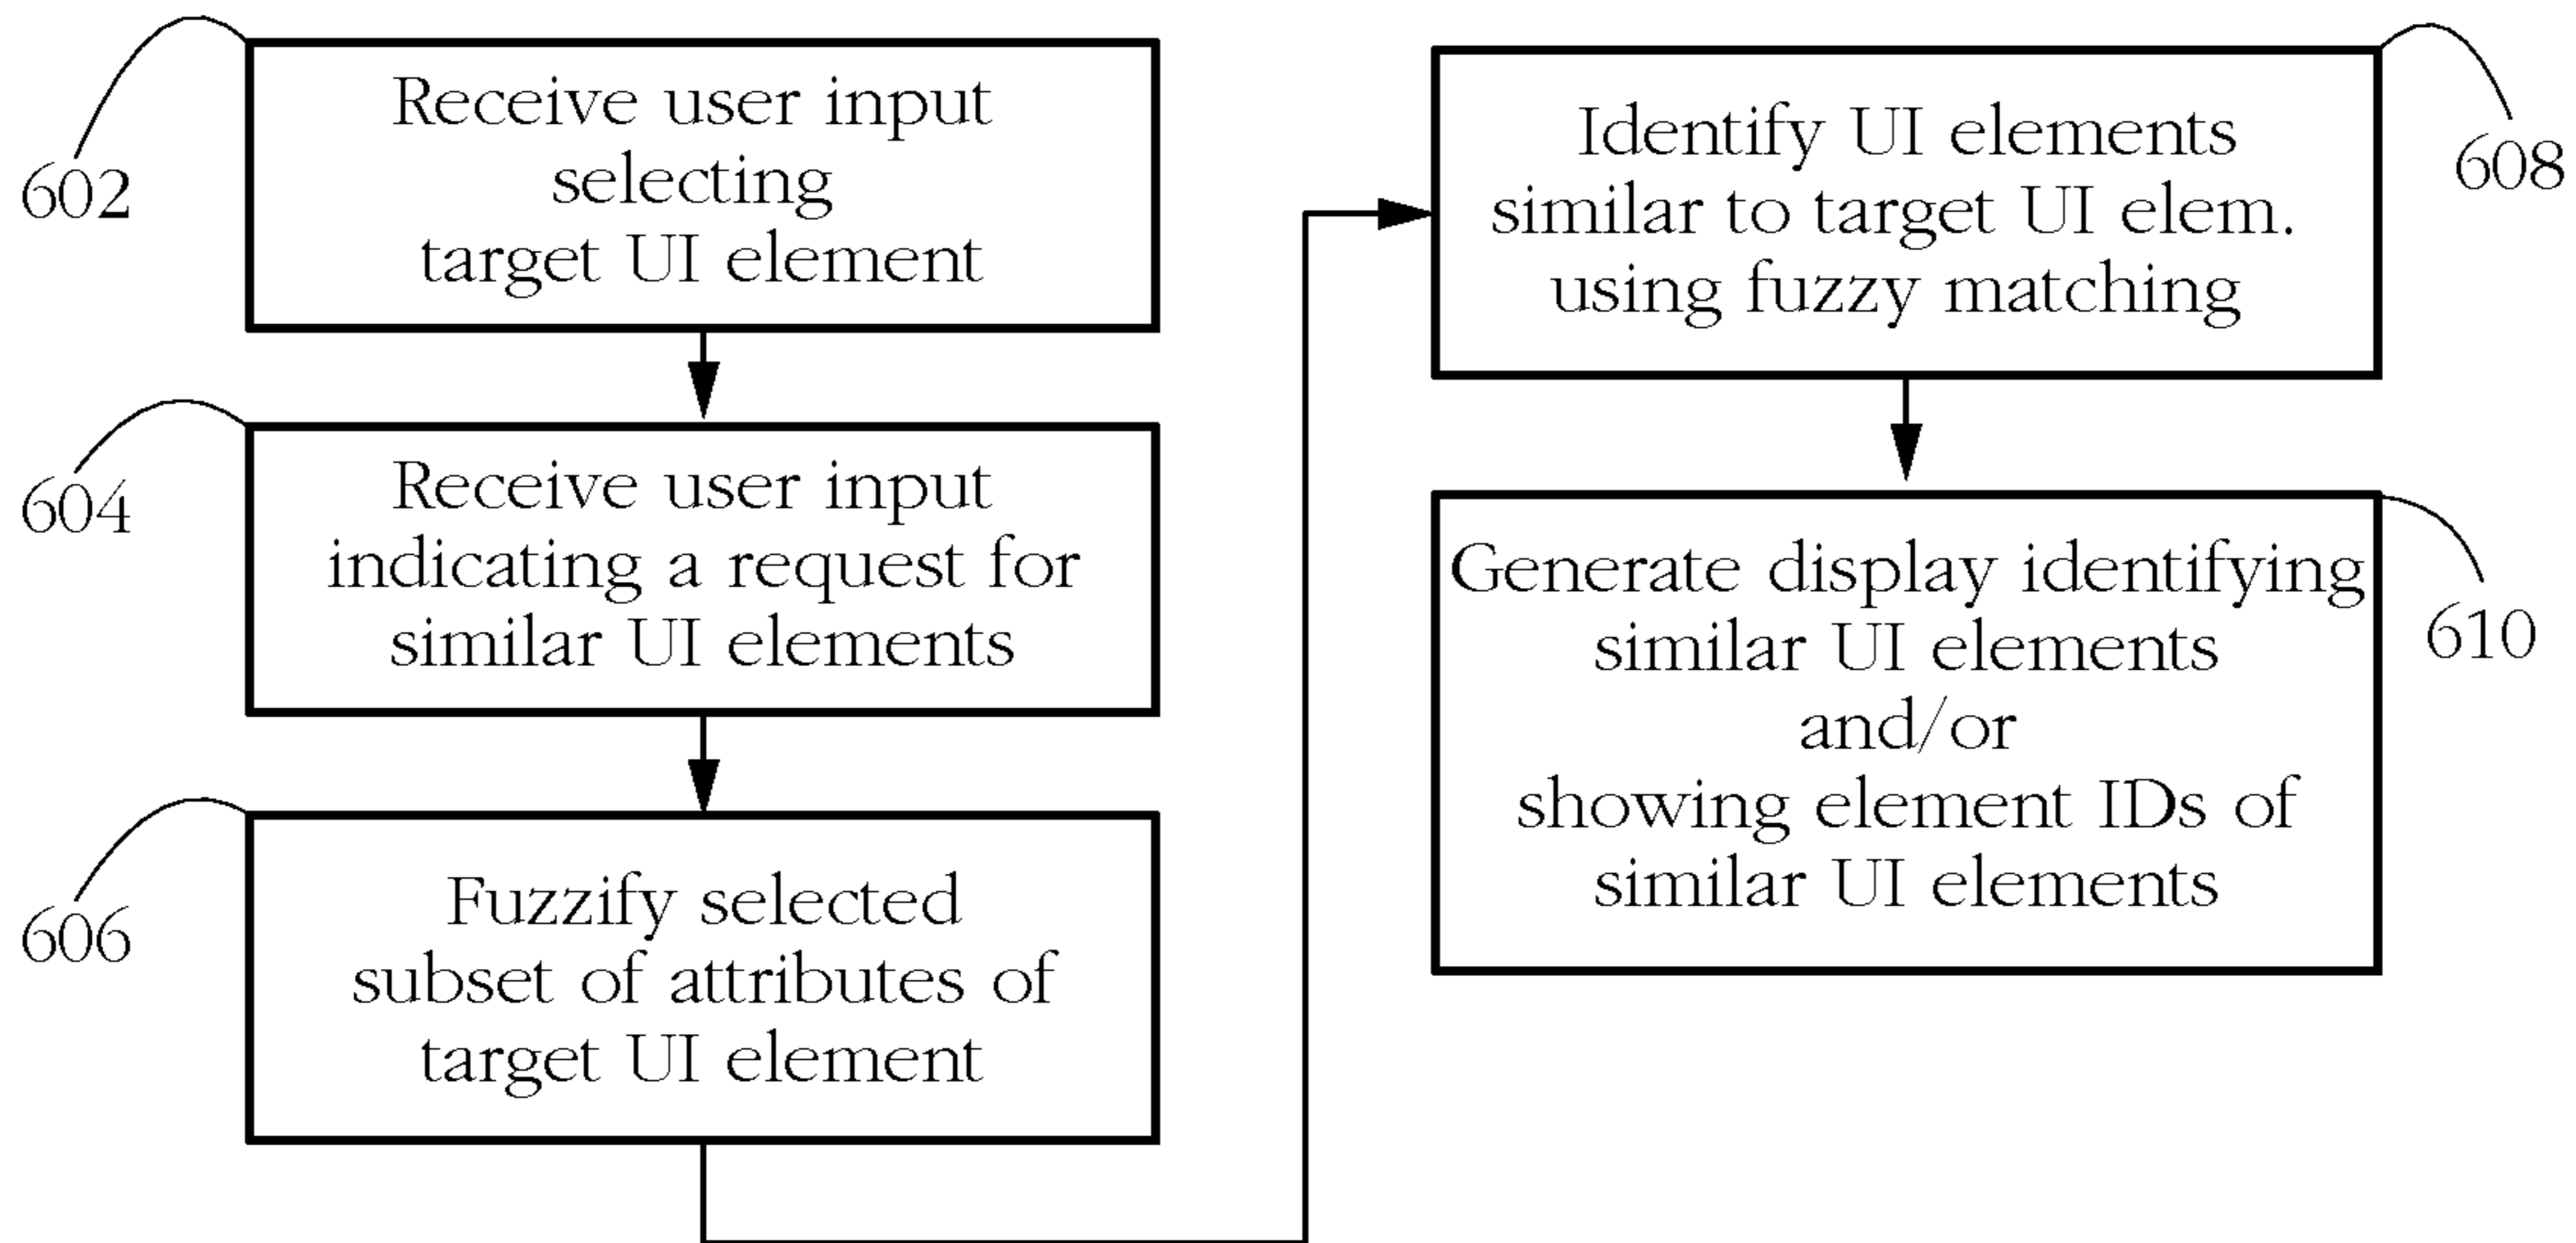 602
Receive user input
selecting
target UI element
604
Receive user input
indicating a request for
similar UI elements
606
Fuzzify selected
subset of attributes of
target UI element
608
Identify UI elements
similar to target UI elem.
using fuzzy matching
610
Generate display identifying
similar UI elements
and/or
showing element IDs of
similar UI elements